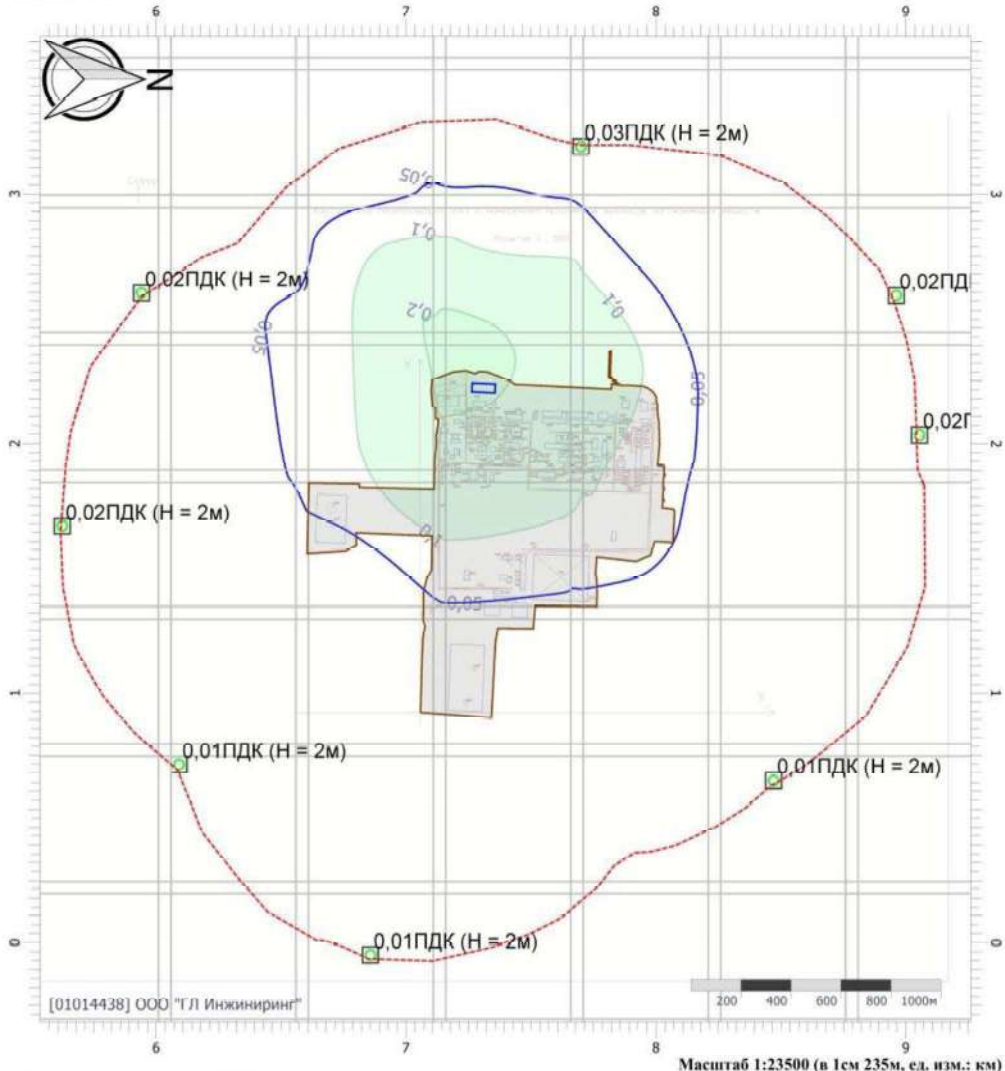 6 7 8 9
N
0,03ПДК (Н = 2м)
3 3
0,05
0,1
0,02ПДК (Н = 2м)
0,02ПД
0,2
0,1
0,05
0,05
0,02П
2 2
0,02ПДК (Н = 2м)
0,1
0,05
1 1
0,01ПДК (Н = 2м)
0,01ПДК (Н = 2м)
0,01ПДК (Н = 2м)
0 0
[01014438] ООО "ГЛ Инжиниринг"
200 400 600 800 1000м
6 7 8 9
Масштаб 1:23500 (в 1см 235м, ед. изм.: км)